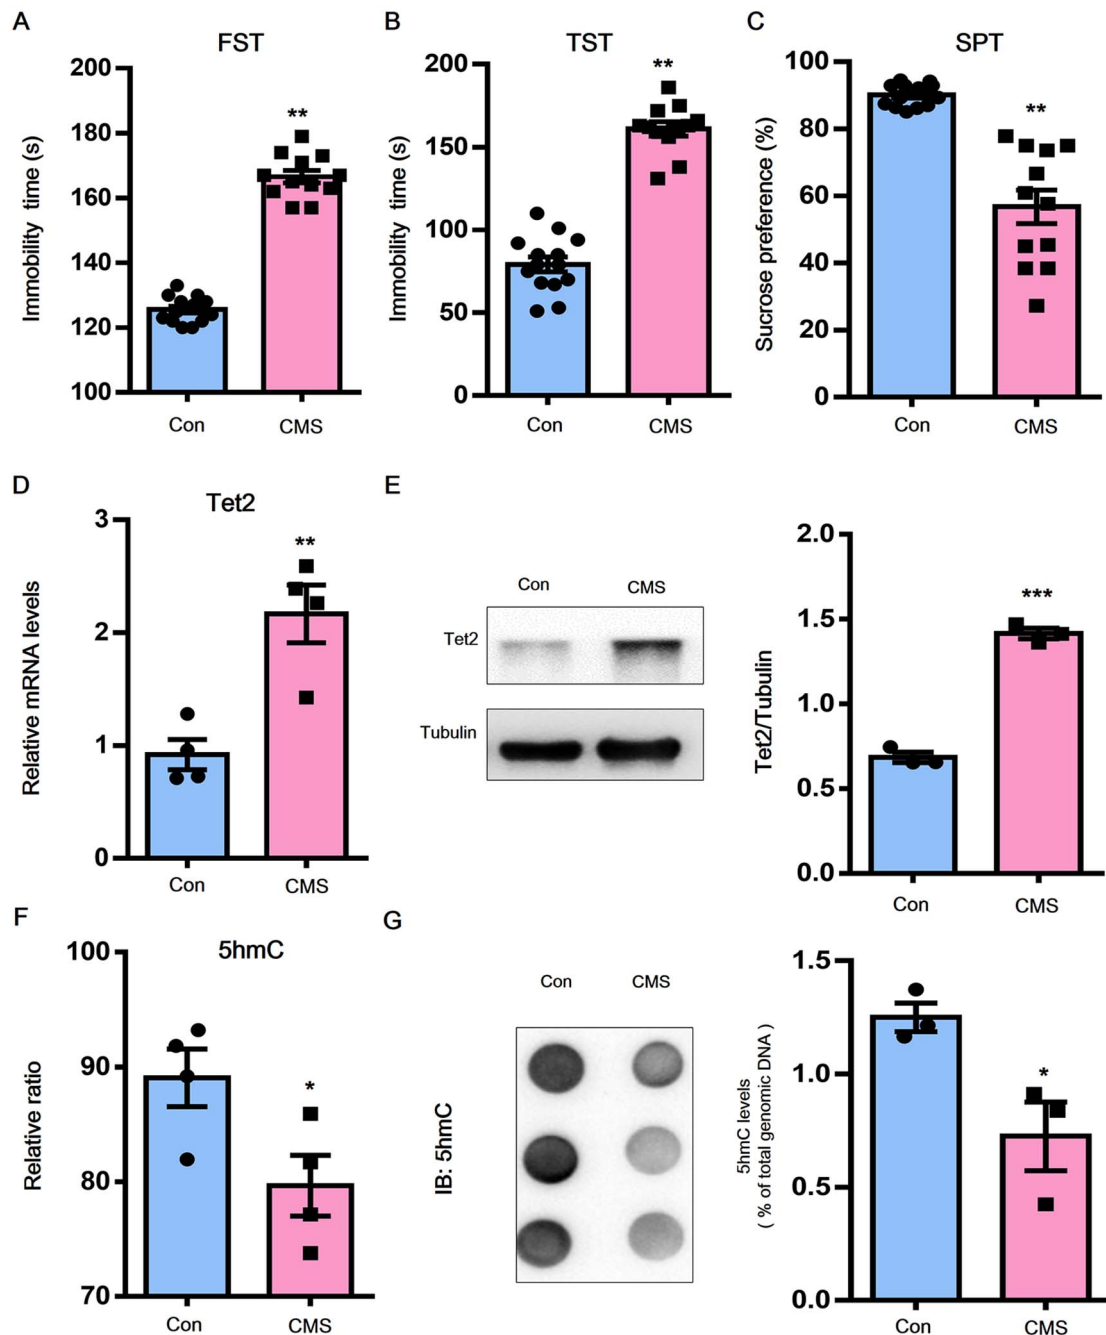 A
FST
Immobility time (s)
200
180
160
140
120
100
**
Con
CMS
B
TST
Immobility time (s)
200
150
100
50
0
**
Con
CMS
C
SPT
Sucrose preference (%)
100
80
60
40
20
0
**
Con
CMS
D
Tet2
Relative mRNA levels
3
2
1
0
**
Con
CMS
E
Con
CMS
Tet2
Tubulin
Tet2/Tubulin
2.0
1.5
1.0
0.5
0.0
***
Con
CMS
F
5hmC
Relative ratio
100
90
80
70
*
Con
CMS
G
Con
CMS
IB: 5hmC
5hmC levels
( % of total genomic DNA )
1.5
1.0
0.5
0.0
*
Con
CMS